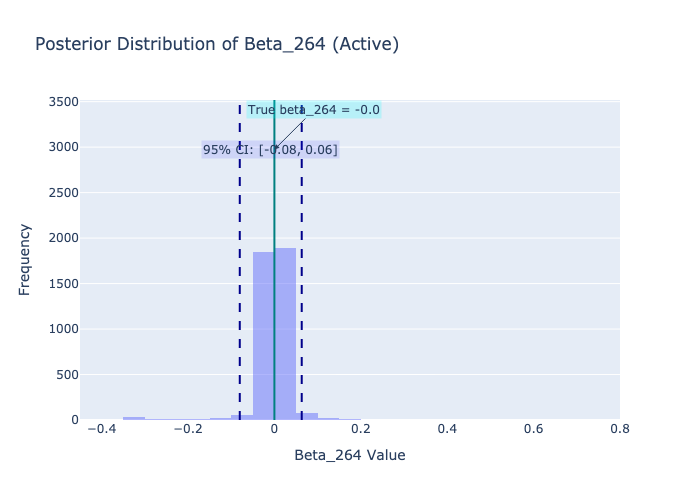 Posterior Distribution of Beta_264 (Active)
True beta_264 = -0.0
95% CI: [-0.08, 0.06]
Frequency
3500
3000
2500
2000
1500
1000
500
0
−0.4 −0.2 0 0.2 0.4 0.6 0.8
Beta_264 Value